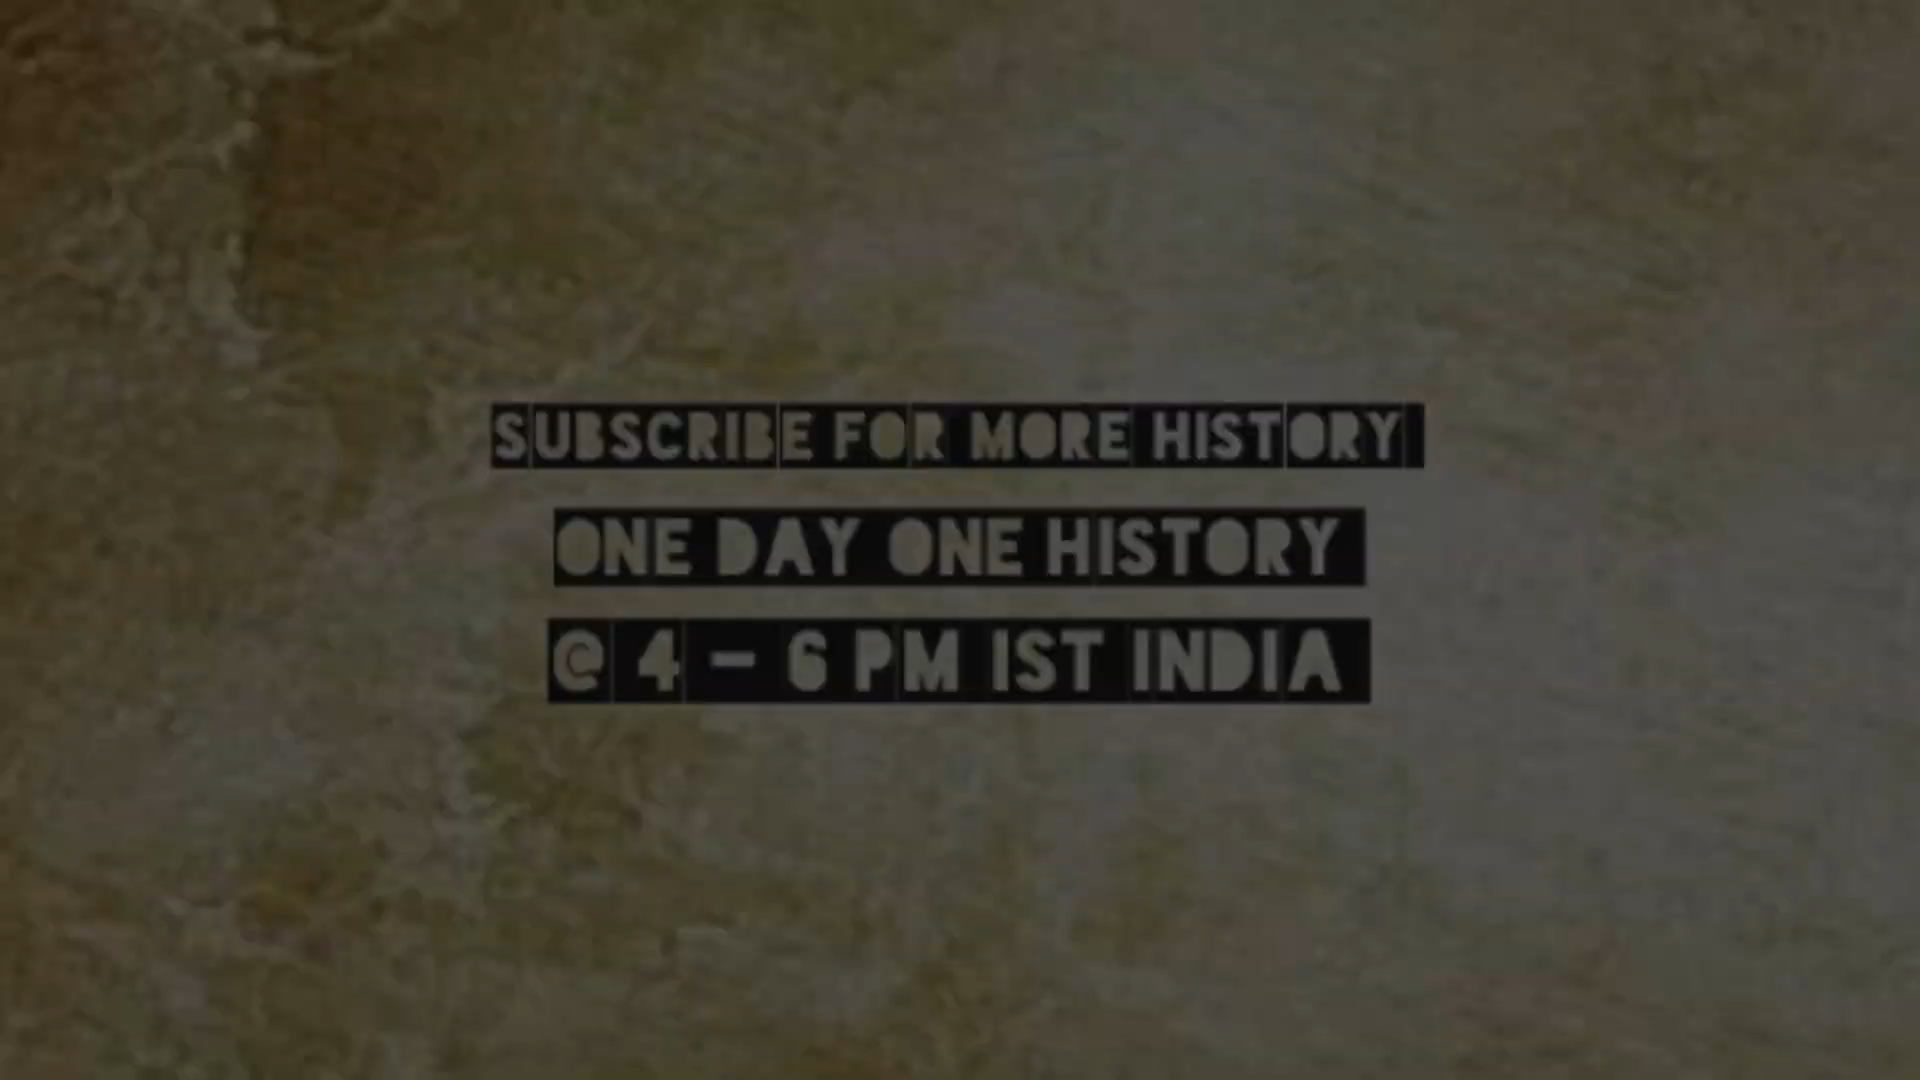 SUBSCRIBE FOR MORE HISTORY
ONE DAY ONE HISTORY
@ 4 - 6 PM IST INDIA